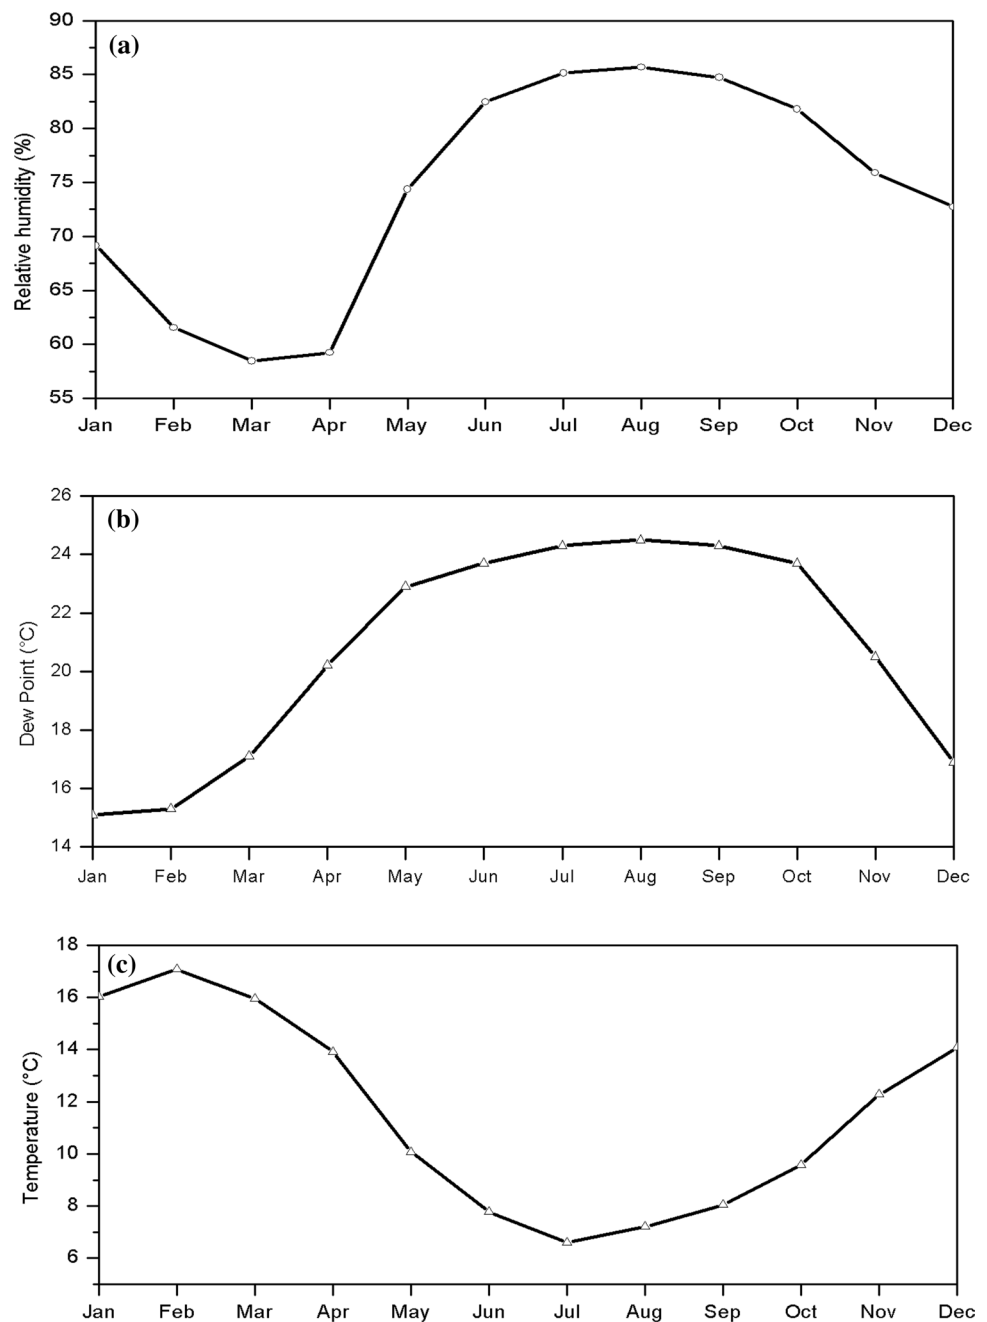 (a)
Relative humidity (%)
90
85
80
75
70
65
60
55
Jan Feb Mar Apr May Jun Jul Aug Sep Oct Nov Dec
(b)
Dew Point (°C)
26
24
22
20
18
16
14
Jan Feb Mar Apr May Jun Jul Aug Sep Oct Nov Dec
(c)
Temperature (°C)
18
16
14
12
10
8
6
Jan Feb Mar Apr May Jun Jul Aug Sep Oct Nov Dec